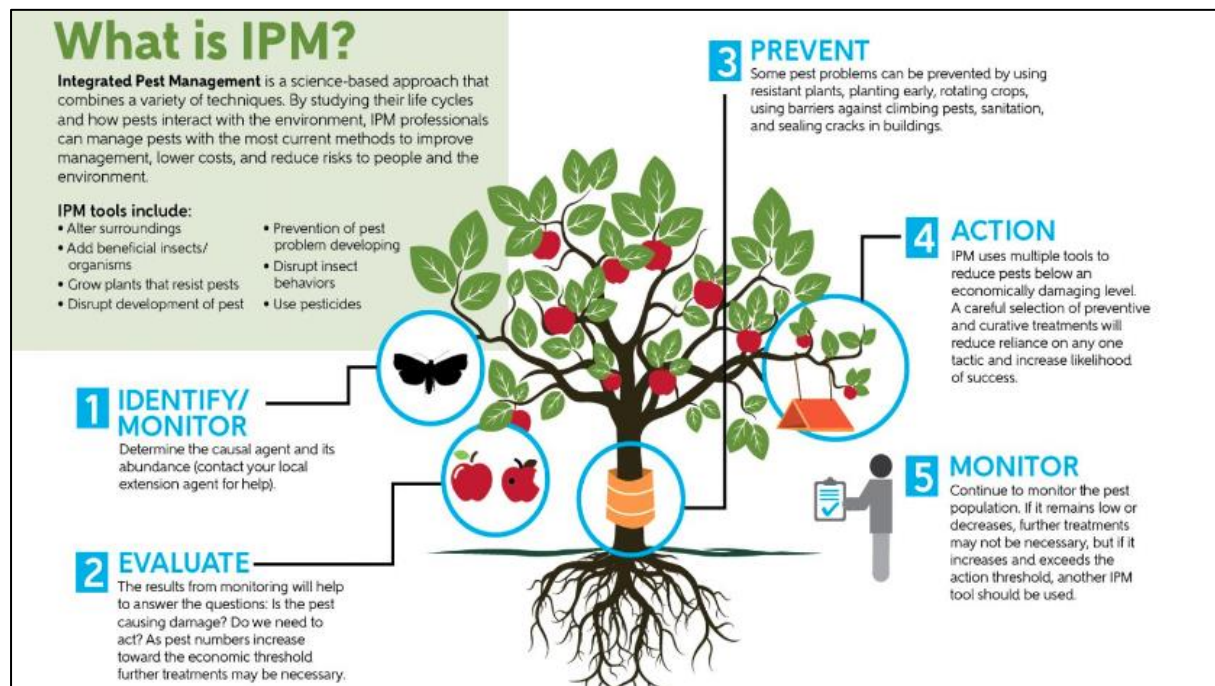 What is IPM?
Integrated Pest Management is a science-based approach that
combines a variety of techniques. By studying their life cycles
and how pests interact with the environment, IPM professionals
can manage pests with the most current methods to improve
management, lower costs, and reduce risks to people and the
environment.
IPM tools include:
• Alter surroundings
• Add beneficial insects/
organisms
• Grow plants that resist pests
• Disrupt development of pest
• Prevention of pest
problem developing
• Disrupt insect
behaviors
• Use pesticides
1 IDENTIFY/
MONITOR
Determine the causal agent and its
abundance (contact your local
extension agent for help).
2 EVALUATE
The results from monitoring will help
to answer the questions: Is the pest
causing damage? Do we need to
act? As pest numbers increase
toward the economic threshold
further treatments may be necessary.
3 PREVENT
Some pest problems can be prevented by using
resistant plants, planting early, rotating crops,
using barriers against climbing pests, sanitation,
and sealing cracks in buildings.
4 ACTION
IPM uses multiple tools to
reduce pests below an
economically damaging level.
A careful selection of preventive
and curative treatments will
reduce reliance on any one
tactic and increase likelihood
of success.
5 MONITOR
Continue to monitor the pest
population. If it remains low or
decreases, further treatments
may not be necessary, but if it
increases and exceeds the
action threshold, another IPM
tool should be used.